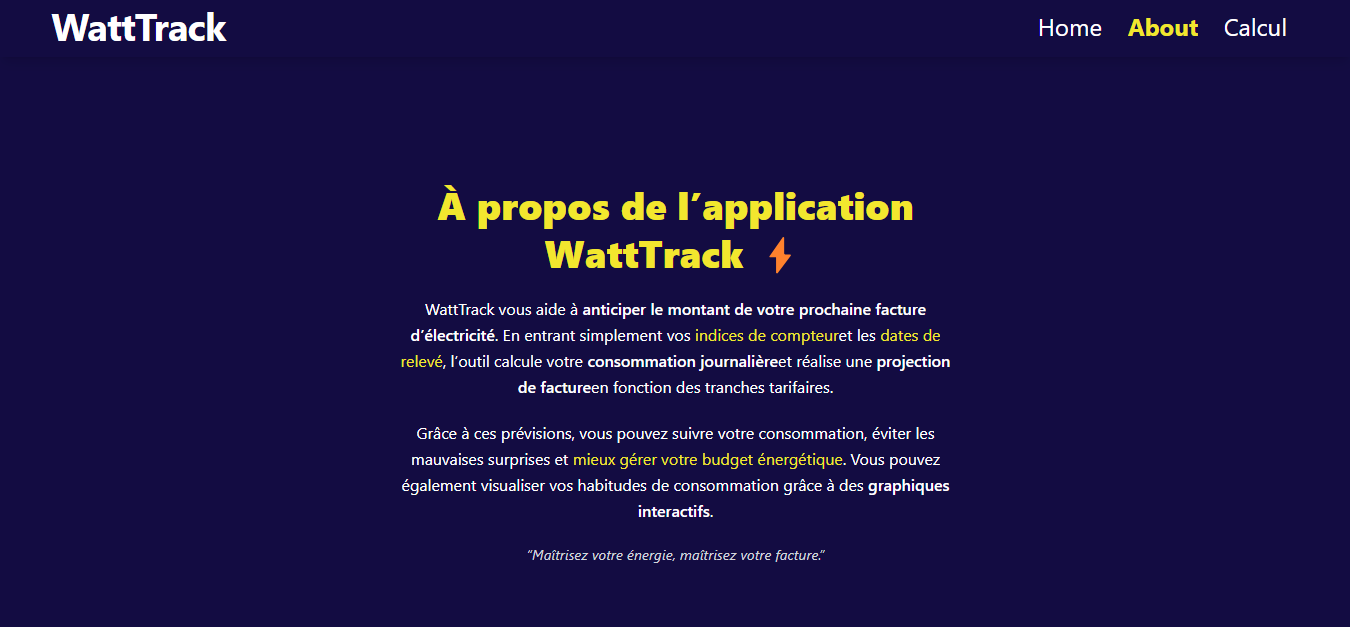 WattTrack
Home About Calcul
À propos de l’application
WattTrack ⚡
WattTrack vous aide à anticiper le montant de votre prochaine facture
d’électricité. En entrant simplement vos indices de compteuret les dates de
relevé, l’outil calcule votre consommation journalièreet réalise une projection
de factureen fonction des tranches tarifaires.
Grâce à ces prévisions, vous pouvez suivre votre consommation, éviter les
mauvaises surprises et mieux gérer votre budget énergétique. Vous pouvez
également visualiser vos habitudes de consommation grâce à des graphiques
interactifs.
“Maîtrisez votre énergie, maîtrisez votre facture.”